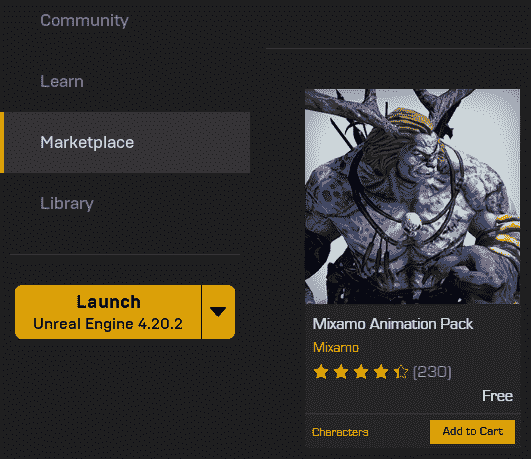 Community
Learn
Marketplace
Library
Launch
Unreal Engine 4.20.2
Mixamo Animation Pack
Mixamo
(230)
Free
Characters
Add to Cart